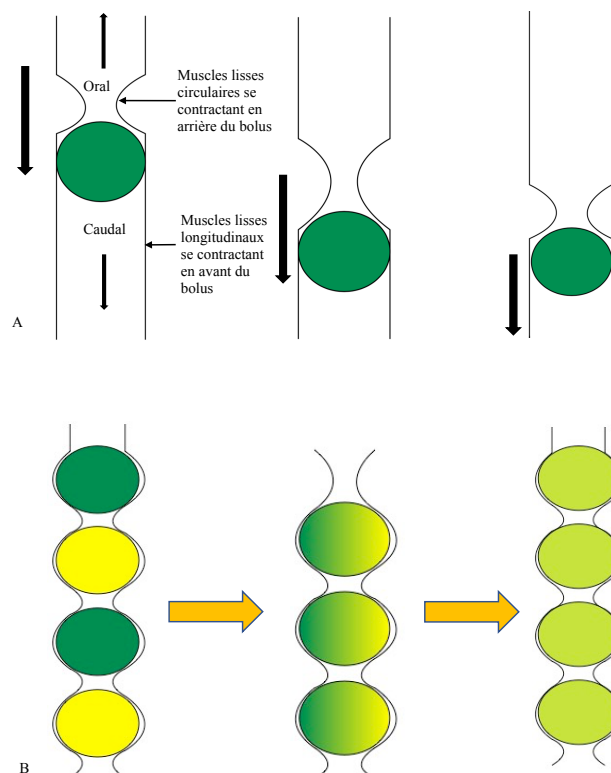 Oral
Muscles lisses
circulaires se
contractant en
arrière du bolus
Caudal
Muscles lisses
longitudinaux
se contractant
en avant du
bolus
A
B